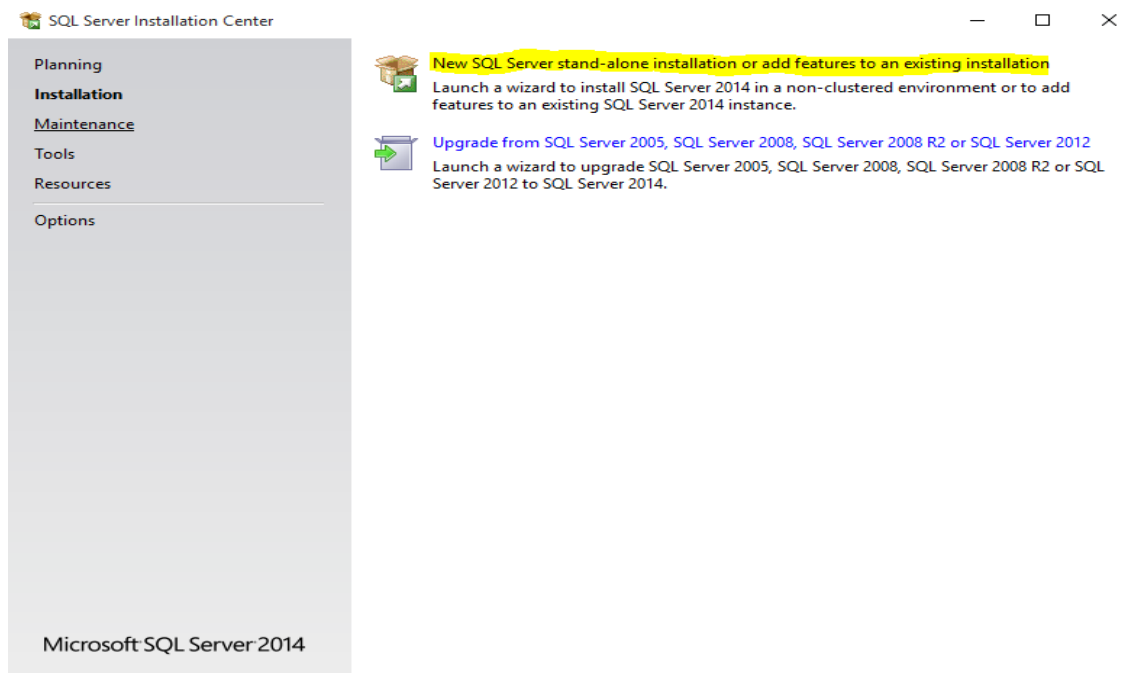 SQL Server Installation Center
Planning
Installation
Maintenance
Tools
Resources
Options
New SQL Server stand-alone installation or add features to an existing installation
Launch a wizard to install SQL Server 2014 in a non-clustered environment or to add
features to an existing SQL Server 2014 instance.
Upgrade from SQL Server 2005, SQL Server 2008, SQL Server 2008 R2 or SQL Server 2012
Launch a wizard to upgrade SQL Server 2005, SQL Server 2008, SQL Server 2008 R2 or SQL
Server 2012 to SQL Server 2014.
Microsoft SQL Server 2014